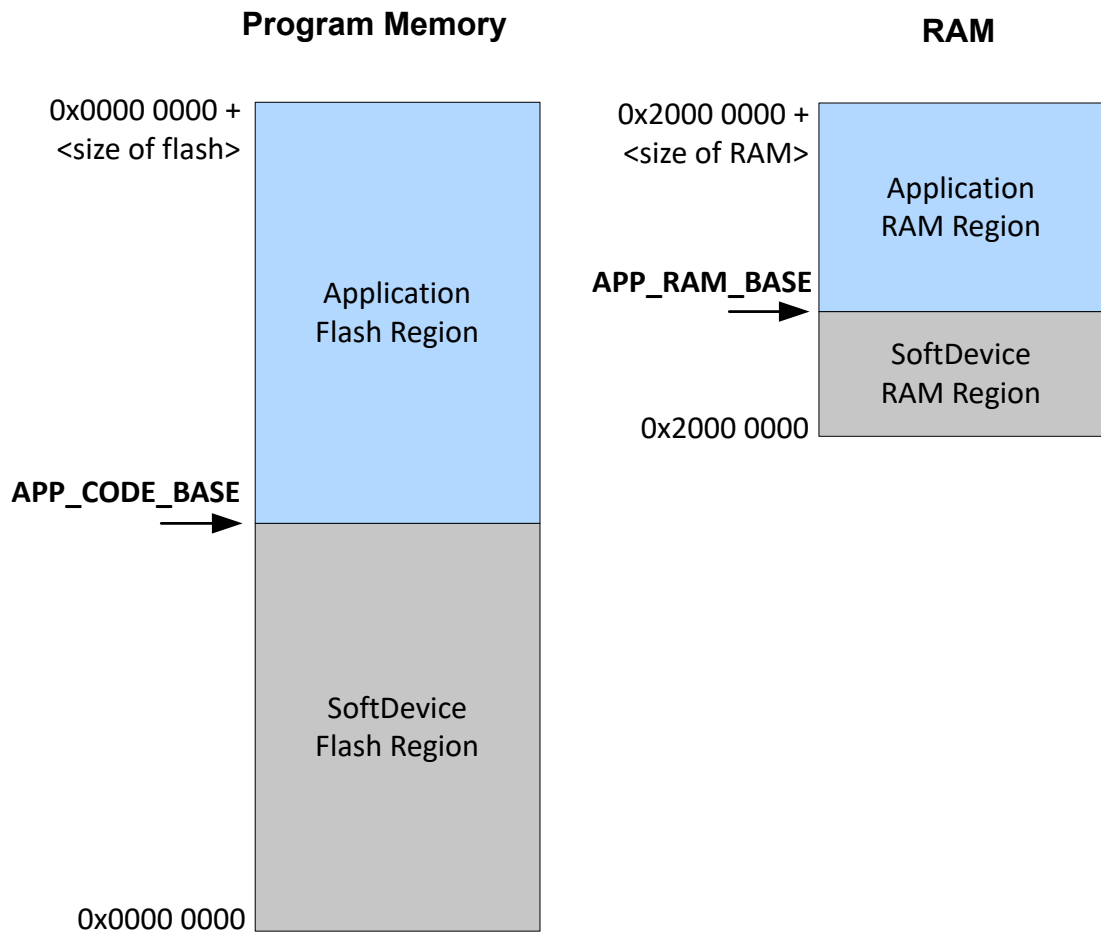 Program Memory
0x0000 0000 +
<size of flash>
Application
Flash Region
APP_CODE_BASE
SoftDevice
Flash Region
0x0000 0000
RAM
0x2000 0000 +
<size of RAM>
Application
RAM Region
APP_RAM_BASE
SoftDevice
RAM Region
0x2000 0000